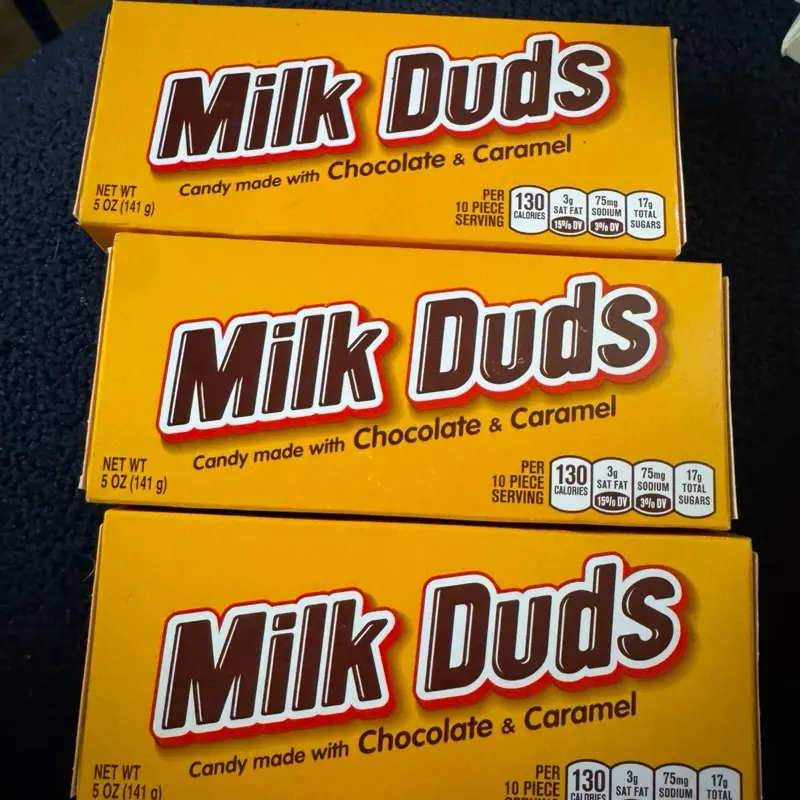 Milk Duds
Candy made with Chocolate & Caramel
NET WT
5 OZ (141 g)
PER
10 PIECE
SERVING
130
CALORIES
3g
SAT FAT
15% DV
75mg
SODIUM
3% DV
17g
TOTAL
SUGARS
Milk Duds
Candy made with Chocolate & Caramel
NET WT
5 OZ (141 g)
PER
10 PIECE
SERVING
130
CALORIES
3g
SAT FAT
15% DV
75mg
SODIUM
3% DV
17g
TOTAL
SUGARS
Milk Duds
Candy made with Chocolate & Caramel
NET WT
5 OZ (141 g)
PER
10 PIECE
130
CALORIES
3g
SAT FAT
75mg
SODIUM
17g
TOTAL